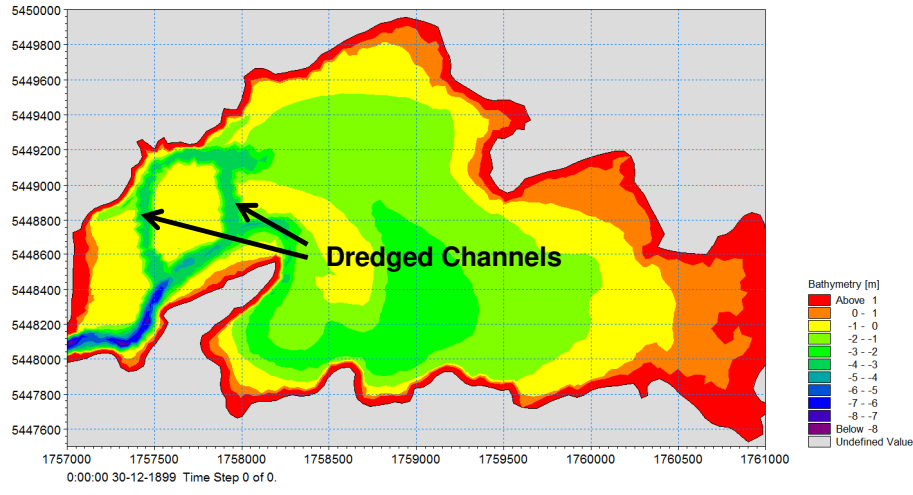 5450000
5449800
5449600
5449400
5449200
5449000
5448800
5448600
5448400
5448200
5448000
5447800
5447600
Dredged Channels
1757000 1757500 1758000 1758500 1759000 1759500 1760000 1760500 1761000
0:00:00 30-12-1899 Time Step 0 of 0.
Bathymetry [m]
Above 1
0 - 1
-1 - 0
-2 - -1
-3 - -2
-4 - -3
-5 - -4
-6 - -5
-7 - -6
-8 - -7
Below -8
Undefined Value